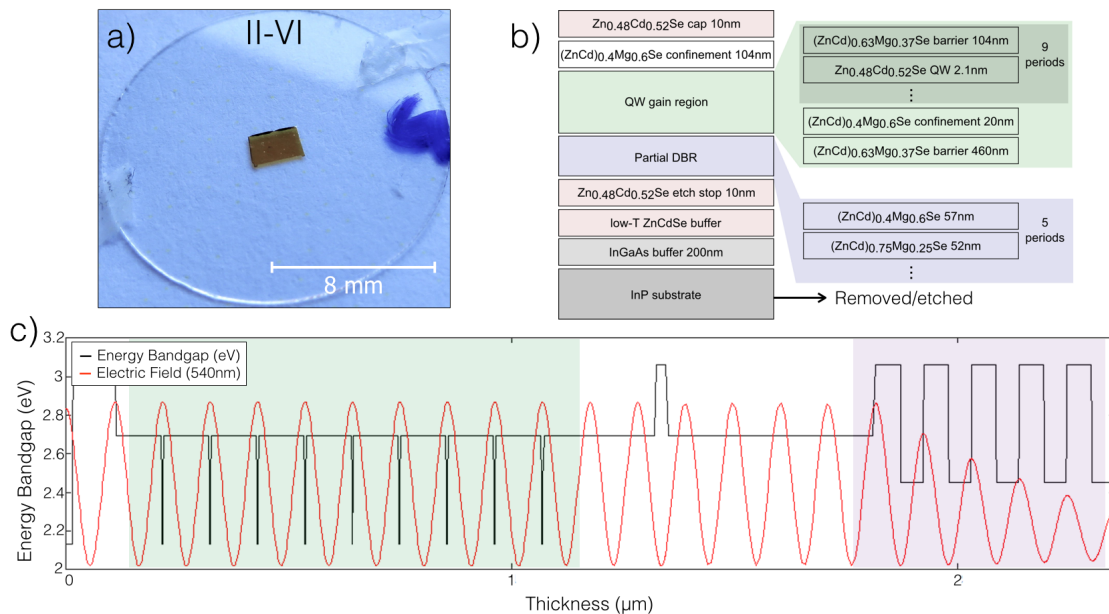 a)
II-VI
8 mm
b)
Zn0.48Cd0.52Se cap 10nm
(ZnCd)0.4Mg0.6Se confinement 104nm
QW gain region
Partial DBR
Zn0.48Cd0.52Se etch stop 10nm
low-T ZnCdSe buffer
InGaAs buffer 200nm
InP substrate
Removed/etched
(ZnCd)0.63Mg0.37Se barrier 104nm
Zn0.48Cd0.52Se QW 2.1nm
⋮
9
periods
(ZnCd)0.4Mg0.6Se confinement 20nm
(ZnCd)0.63Mg0.37Se barrier 460nm
(ZnCd)0.4Mg0.6Se 57nm
(ZnCd)0.75Mg0.25Se 52nm
⋮
5
periods
c)
Energy Bandgap (eV)
3.2
3
2.8
2.6
2.4
2.2
2
Energy Bandgap (eV)
Electric Field (540nm)
0
1
2
Thickness (μm)